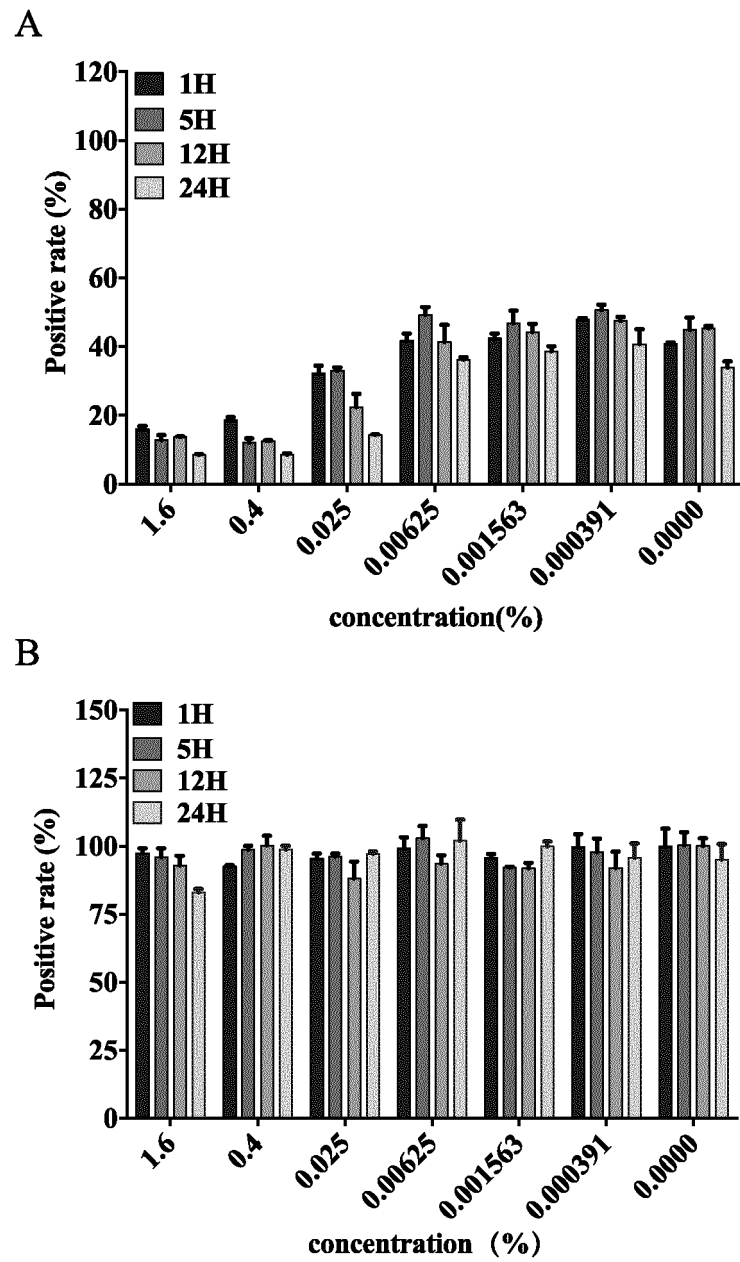 A
120
100
80
60
40
20
0
Positive rate (%)
1H
5H
12H
24H
1.6
0.4
0.025
0.00625
0.001563
0.000391
0.0000
concentration(%)
B
150
125
100
75
50
25
0
Positive rate (%)
1H
5H
12H
24H
1.6
0.4
0.025
0.00625
0.001563
0.000391
0.0000
concentration（%）